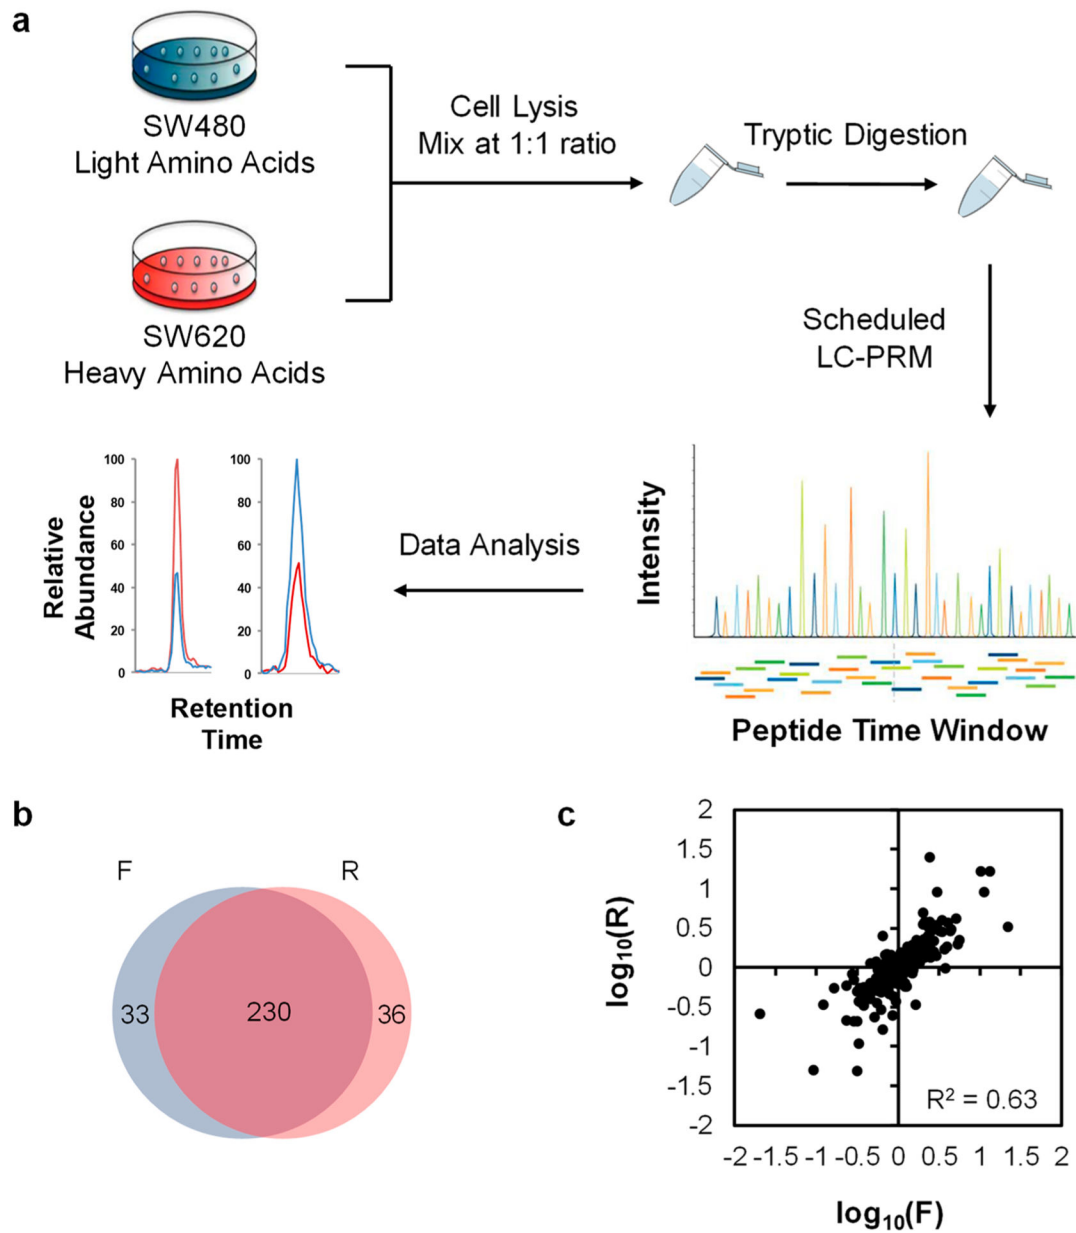 a
SW480
Light Amino Acids
Cell Lysis
Mix at 1:1 ratio
Tryptic Digestion
SW620
Heavy Amino Acids
Scheduled
LC-PRM
100
80
60
40
20
0
Relative
Abundance
100
80
60
40
20
0
Retention
Time
Data Analysis
Intensity
Peptide Time Window
b
F
R
33
230
36
c
2
1.5
1
0.5
0
-0.5
-1
-1.5
-2
log10(R)
R² = 0.63
-2 -1.5 -1 -0.5 0 0.5 1 1.5 2
log10(F)